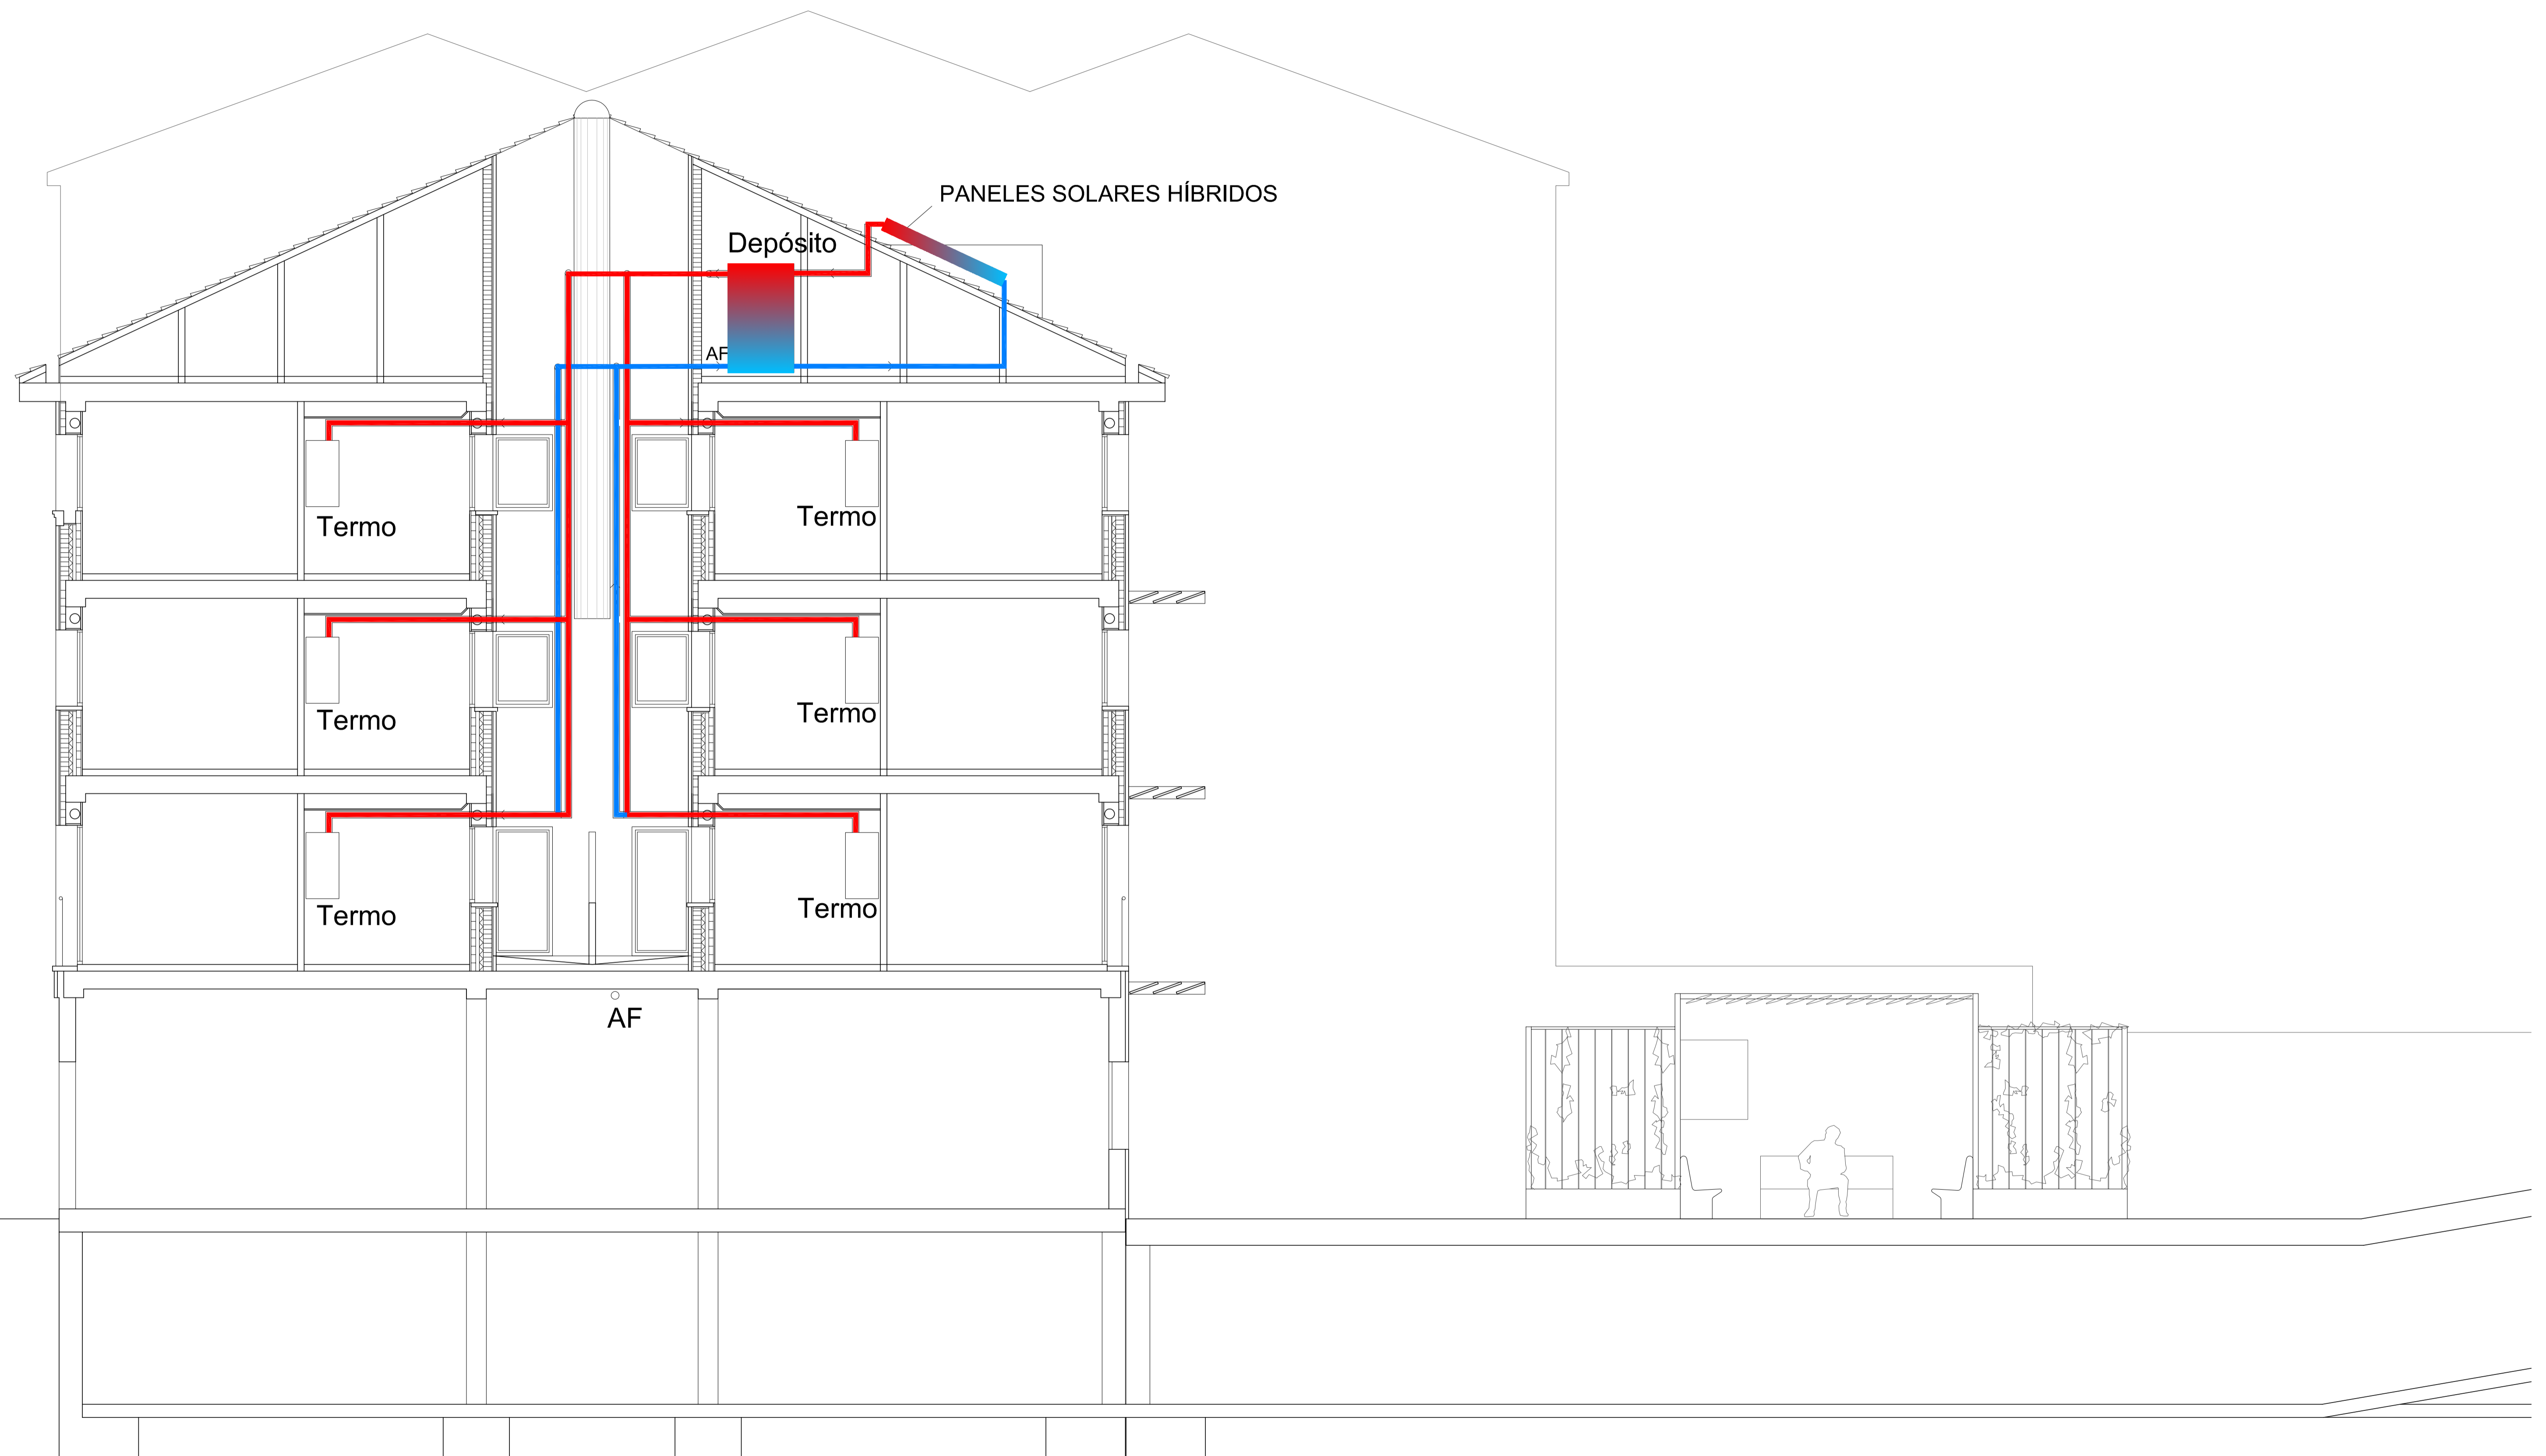 PANELES SOLARES HÍBRIDOS
Depósito
AF
Termo
Termo
Termo
Termo
Termo
Termo
AF